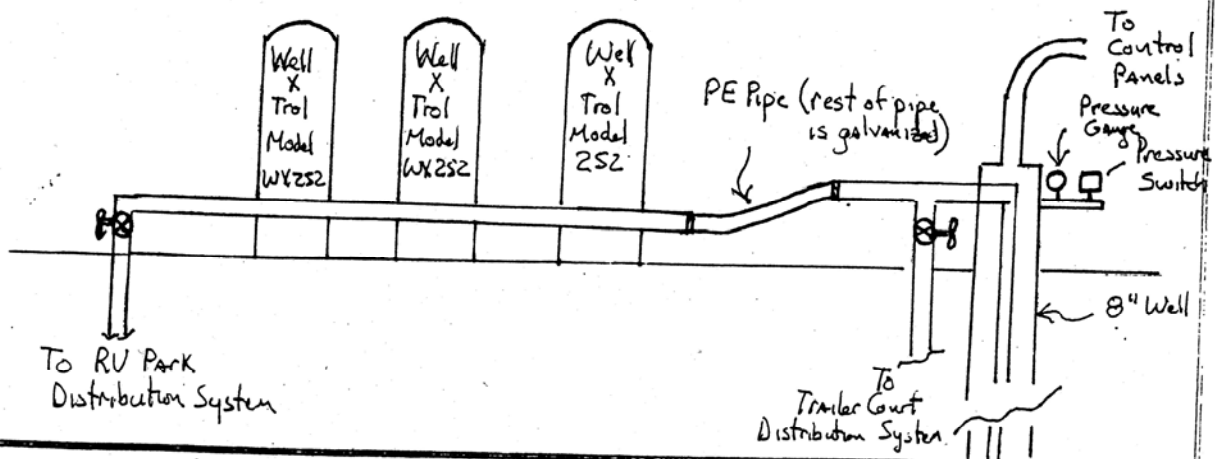 Well
X
Trol
Model
WX252
Well
X
Trol
Model
WX252
Well
X
Trol
Model
252
PE Pipe (rest of pipe
is galvanized)
To
Control
Panels
Pressure
Gauge
Pressure
Switch
8" Well
To RV Park
Distribution System
To
Trailer Court
Distribution System